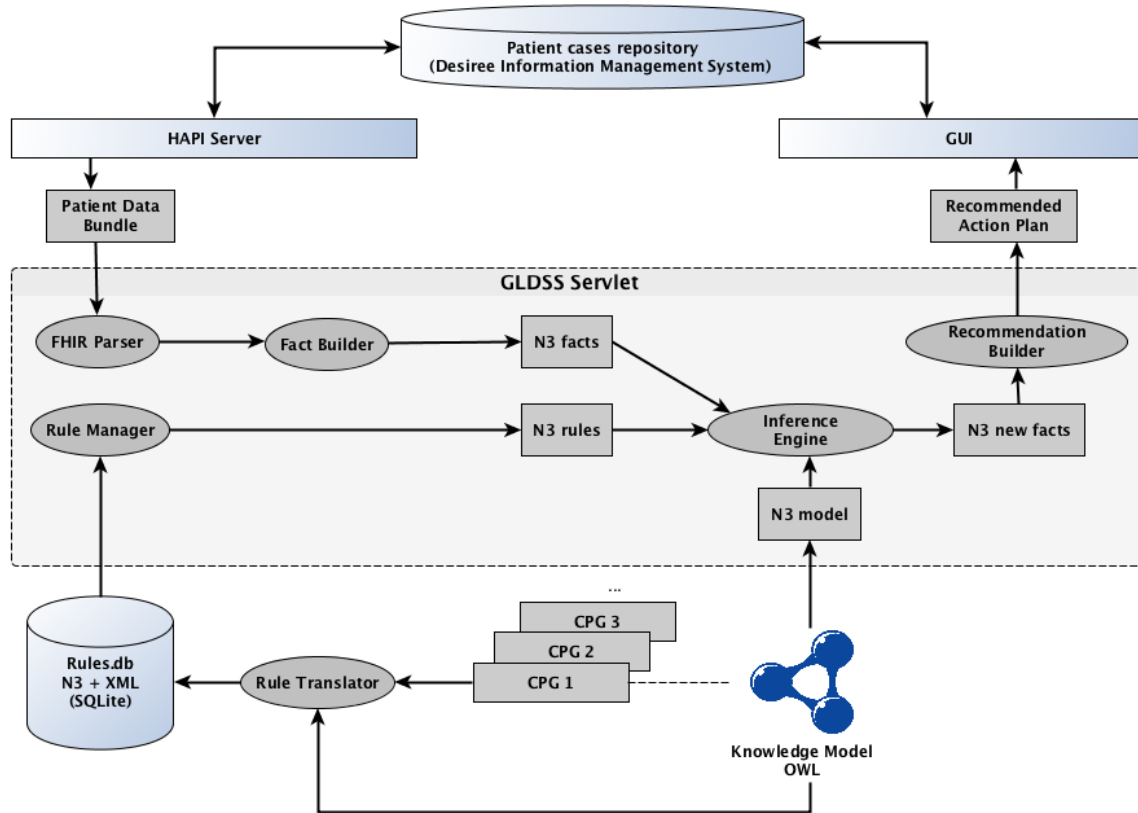 Patient cases repository
(Desiree Information Management System)
HAPI Server
GUI
Patient Data
Bundle
Recommended
Action Plan
GLDSS Servlet
FHIR Parser
Fact Builder
N3 facts
Recommendation
Builder
Rule Manager
N3 rules
Inference
Engine
N3 new facts
N3 model
...
CPG 3
CPG 2
CPG 1
Rules.db
N3 + XML
(SQLite)
Rule Translator
Knowledge Model
OWL